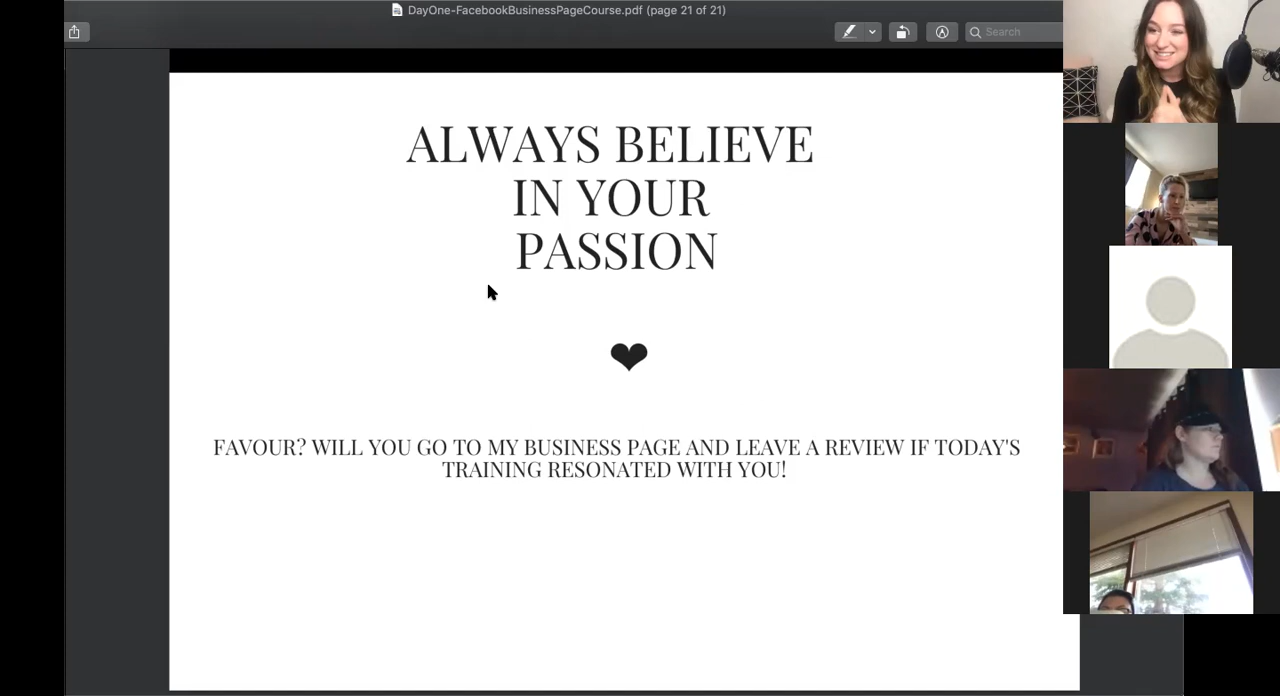 DayOne-FacebookBusinessPageCourse.pdf (page 21 of 21)
Search
ALWAYS BELIEVE
IN YOUR
PASSION
❤
FAVOUR? WILL YOU GO TO MY BUSINESS PAGE AND LEAVE A REVIEW IF TODAY'S
TRAINING RESONATED WITH YOU!